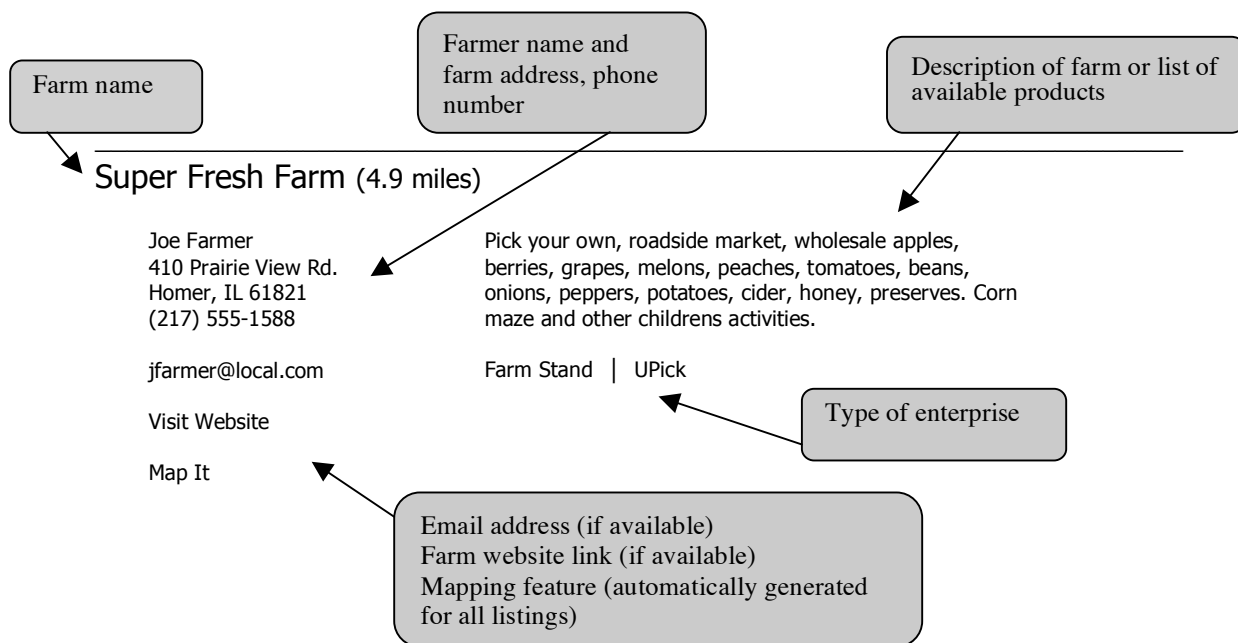 Farm name
Farmer name and
farm address, phone
number
Description of farm or list of
available products
Super Fresh Farm (4.9 miles)
Joe Farmer
410 Prairie View Rd.
Homer, IL 61821
(217) 555-1588
jfarmer@local.com
Visit Website
Map It
Pick your own, roadside market, wholesale apples,
berries, grapes, melons, peaches, tomatoes, beans,
onions, peppers, potatoes, cider, honey, preserves. Corn
maze and other childrens activities.
Farm Stand | UPick
Type of enterprise
Email address (if available)
Farm website link (if available)
Mapping feature (automatically generated
for all listings)